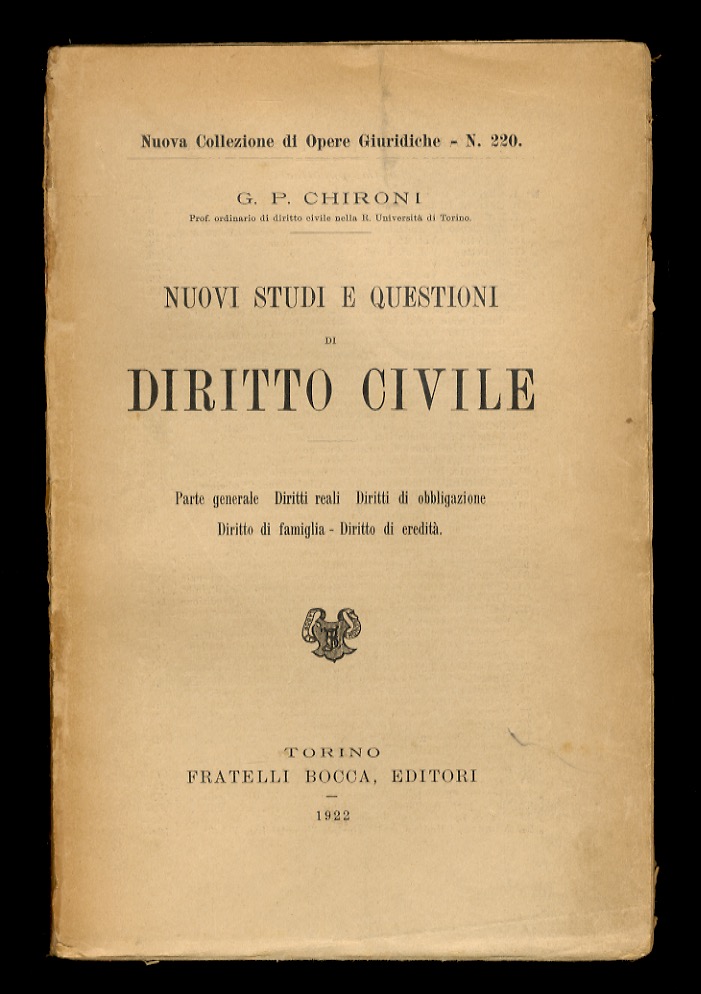 Nuova Collezione di Opere Giuridiche - N. 220.
G. P. CHIRONI
Prof. ordinario di diritto civile nella R. Università di Torino.
NUOVI STUDI E QUESTIONI
DI
DIRITTO CIVILE
Parte generale Diritti reali Diritti di obbligazione
Diritto di famiglia - Diritto di eredità.
TORINO
FRATELLI BOCCA, EDITORI
1922